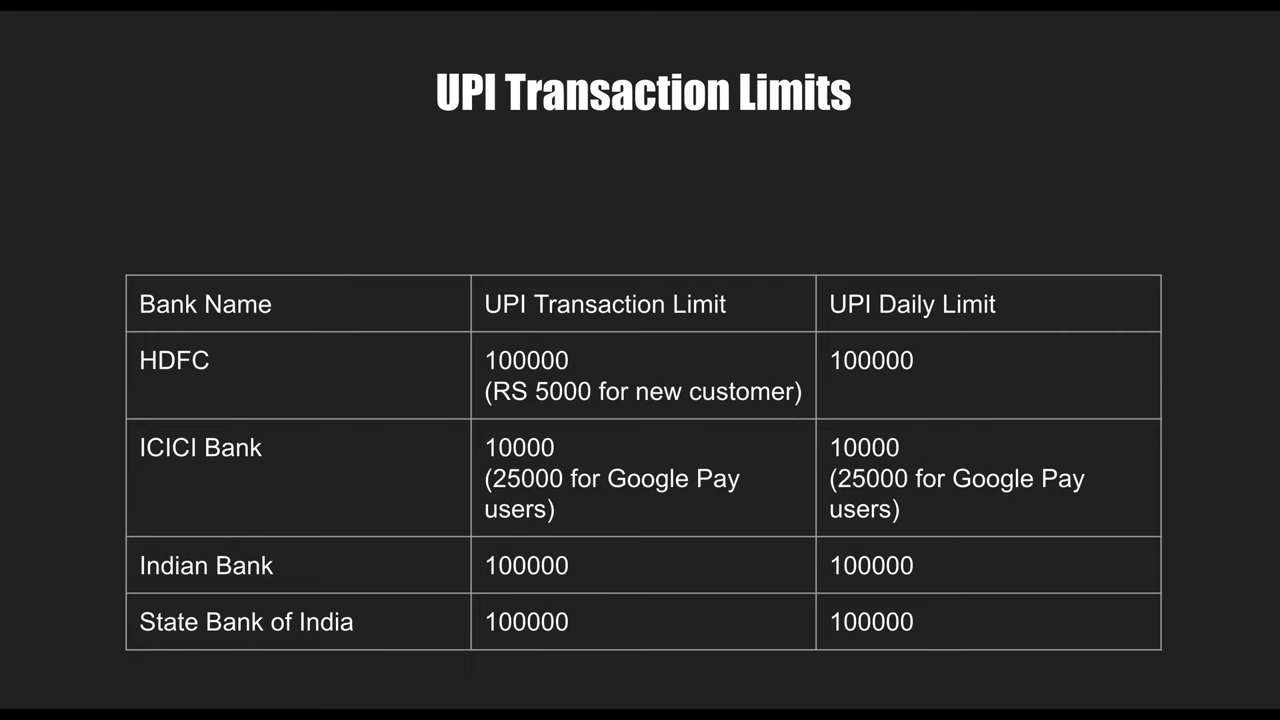 UPI Transaction Limits
Bank Name UPI Transaction Limit UPI Daily Limit
HDFC 100000 100000
(RS 5000 for new customer)
ICICI Bank 10000 10000
(25000 for Google Pay (25000 for Google Pay
users) users)
Indian Bank 100000 100000
State Bank of India 100000 100000